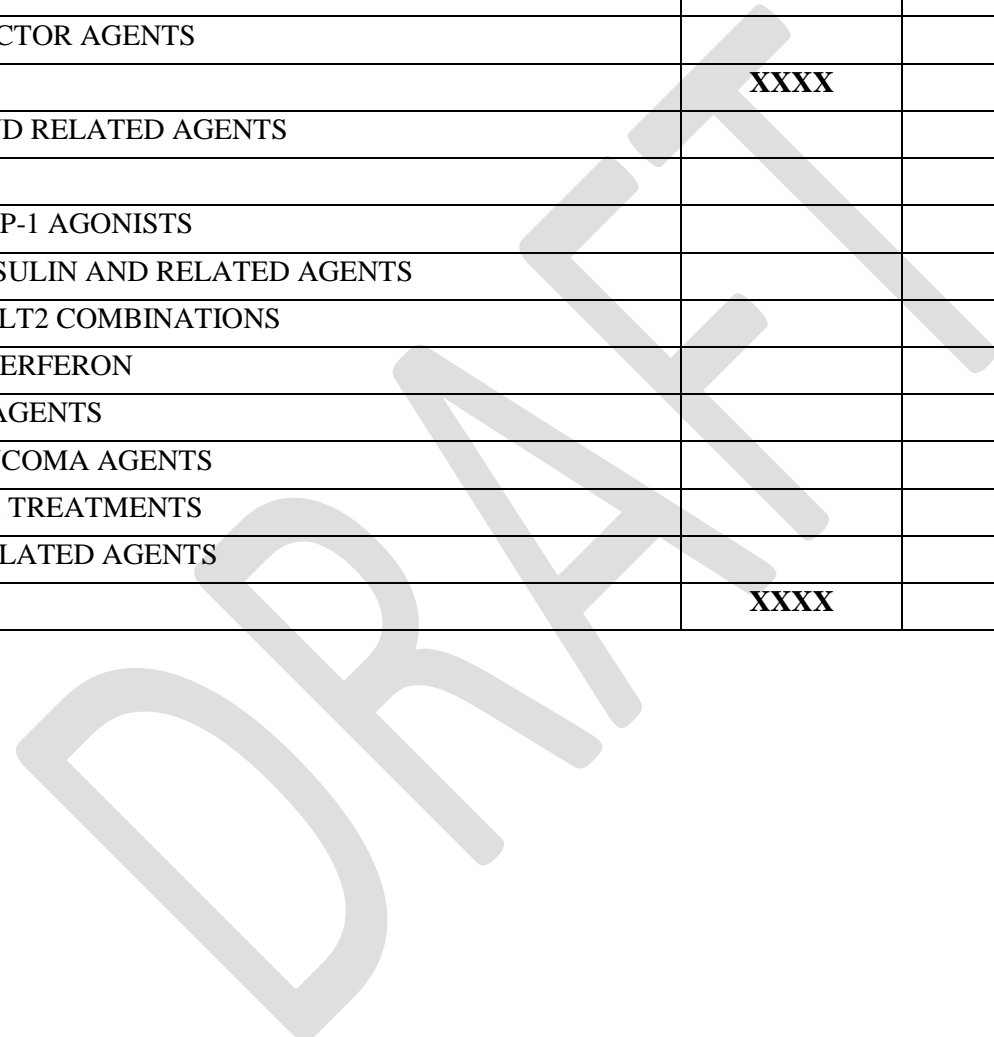 CTOR AGENTS
XXXX
D RELATED AGENTS
P-1 AGONISTS
SULIN AND RELATED AGENTS
LT2 COMBINATIONS
ERFERON
AGENTS
COMA AGENTS
TREATMENTS
LATED AGENTS
XXXX
DRAFT